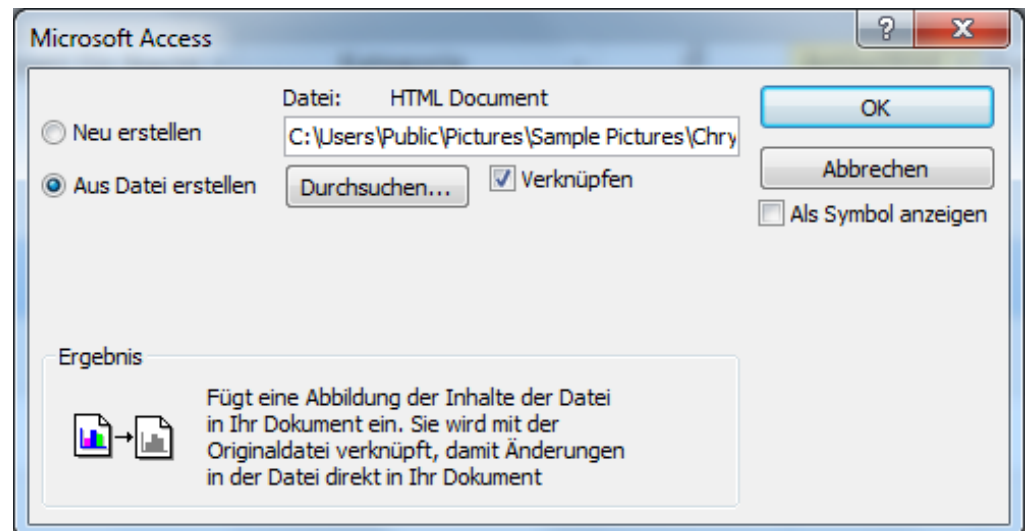 Microsoft Access
Datei: HTML Document
Neu erstellen
C:\Users\Public\Pictures\Sample Pictures\Chry
OK
Aus Datei erstellen
Durchsuchen...
Verknüpfen
Abbrechen
Als Symbol anzeigen
Ergebnis
Fügt eine Abbildung der Inhalte der Datei
in Ihr Dokument ein. Sie wird mit der
Originaldatei verknüpft, damit Änderungen
in der Datei direkt in Ihr Dokument